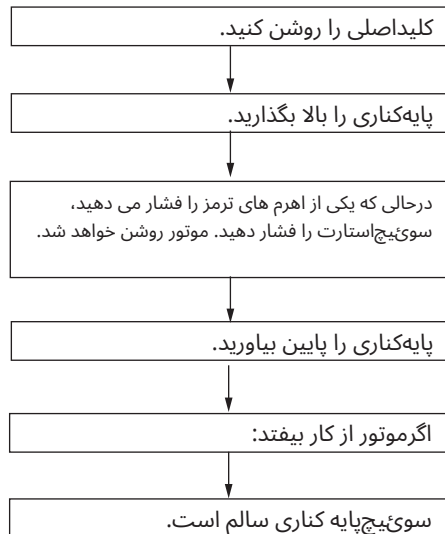 کلیداصلی را روشن کنید.
پایه‌کناری را بالا بگذارید.
درحالی که یکی از اهرم های ترمز را فشار می دهید،
سوئیچ‌استارت را فشار دهید. موتور روشن خواهد شد.
پایه‌کناری را پایین بیاورید.
اگرموتور از کار بیفتد:
سوئیچ‌پایه کناری سالم است.